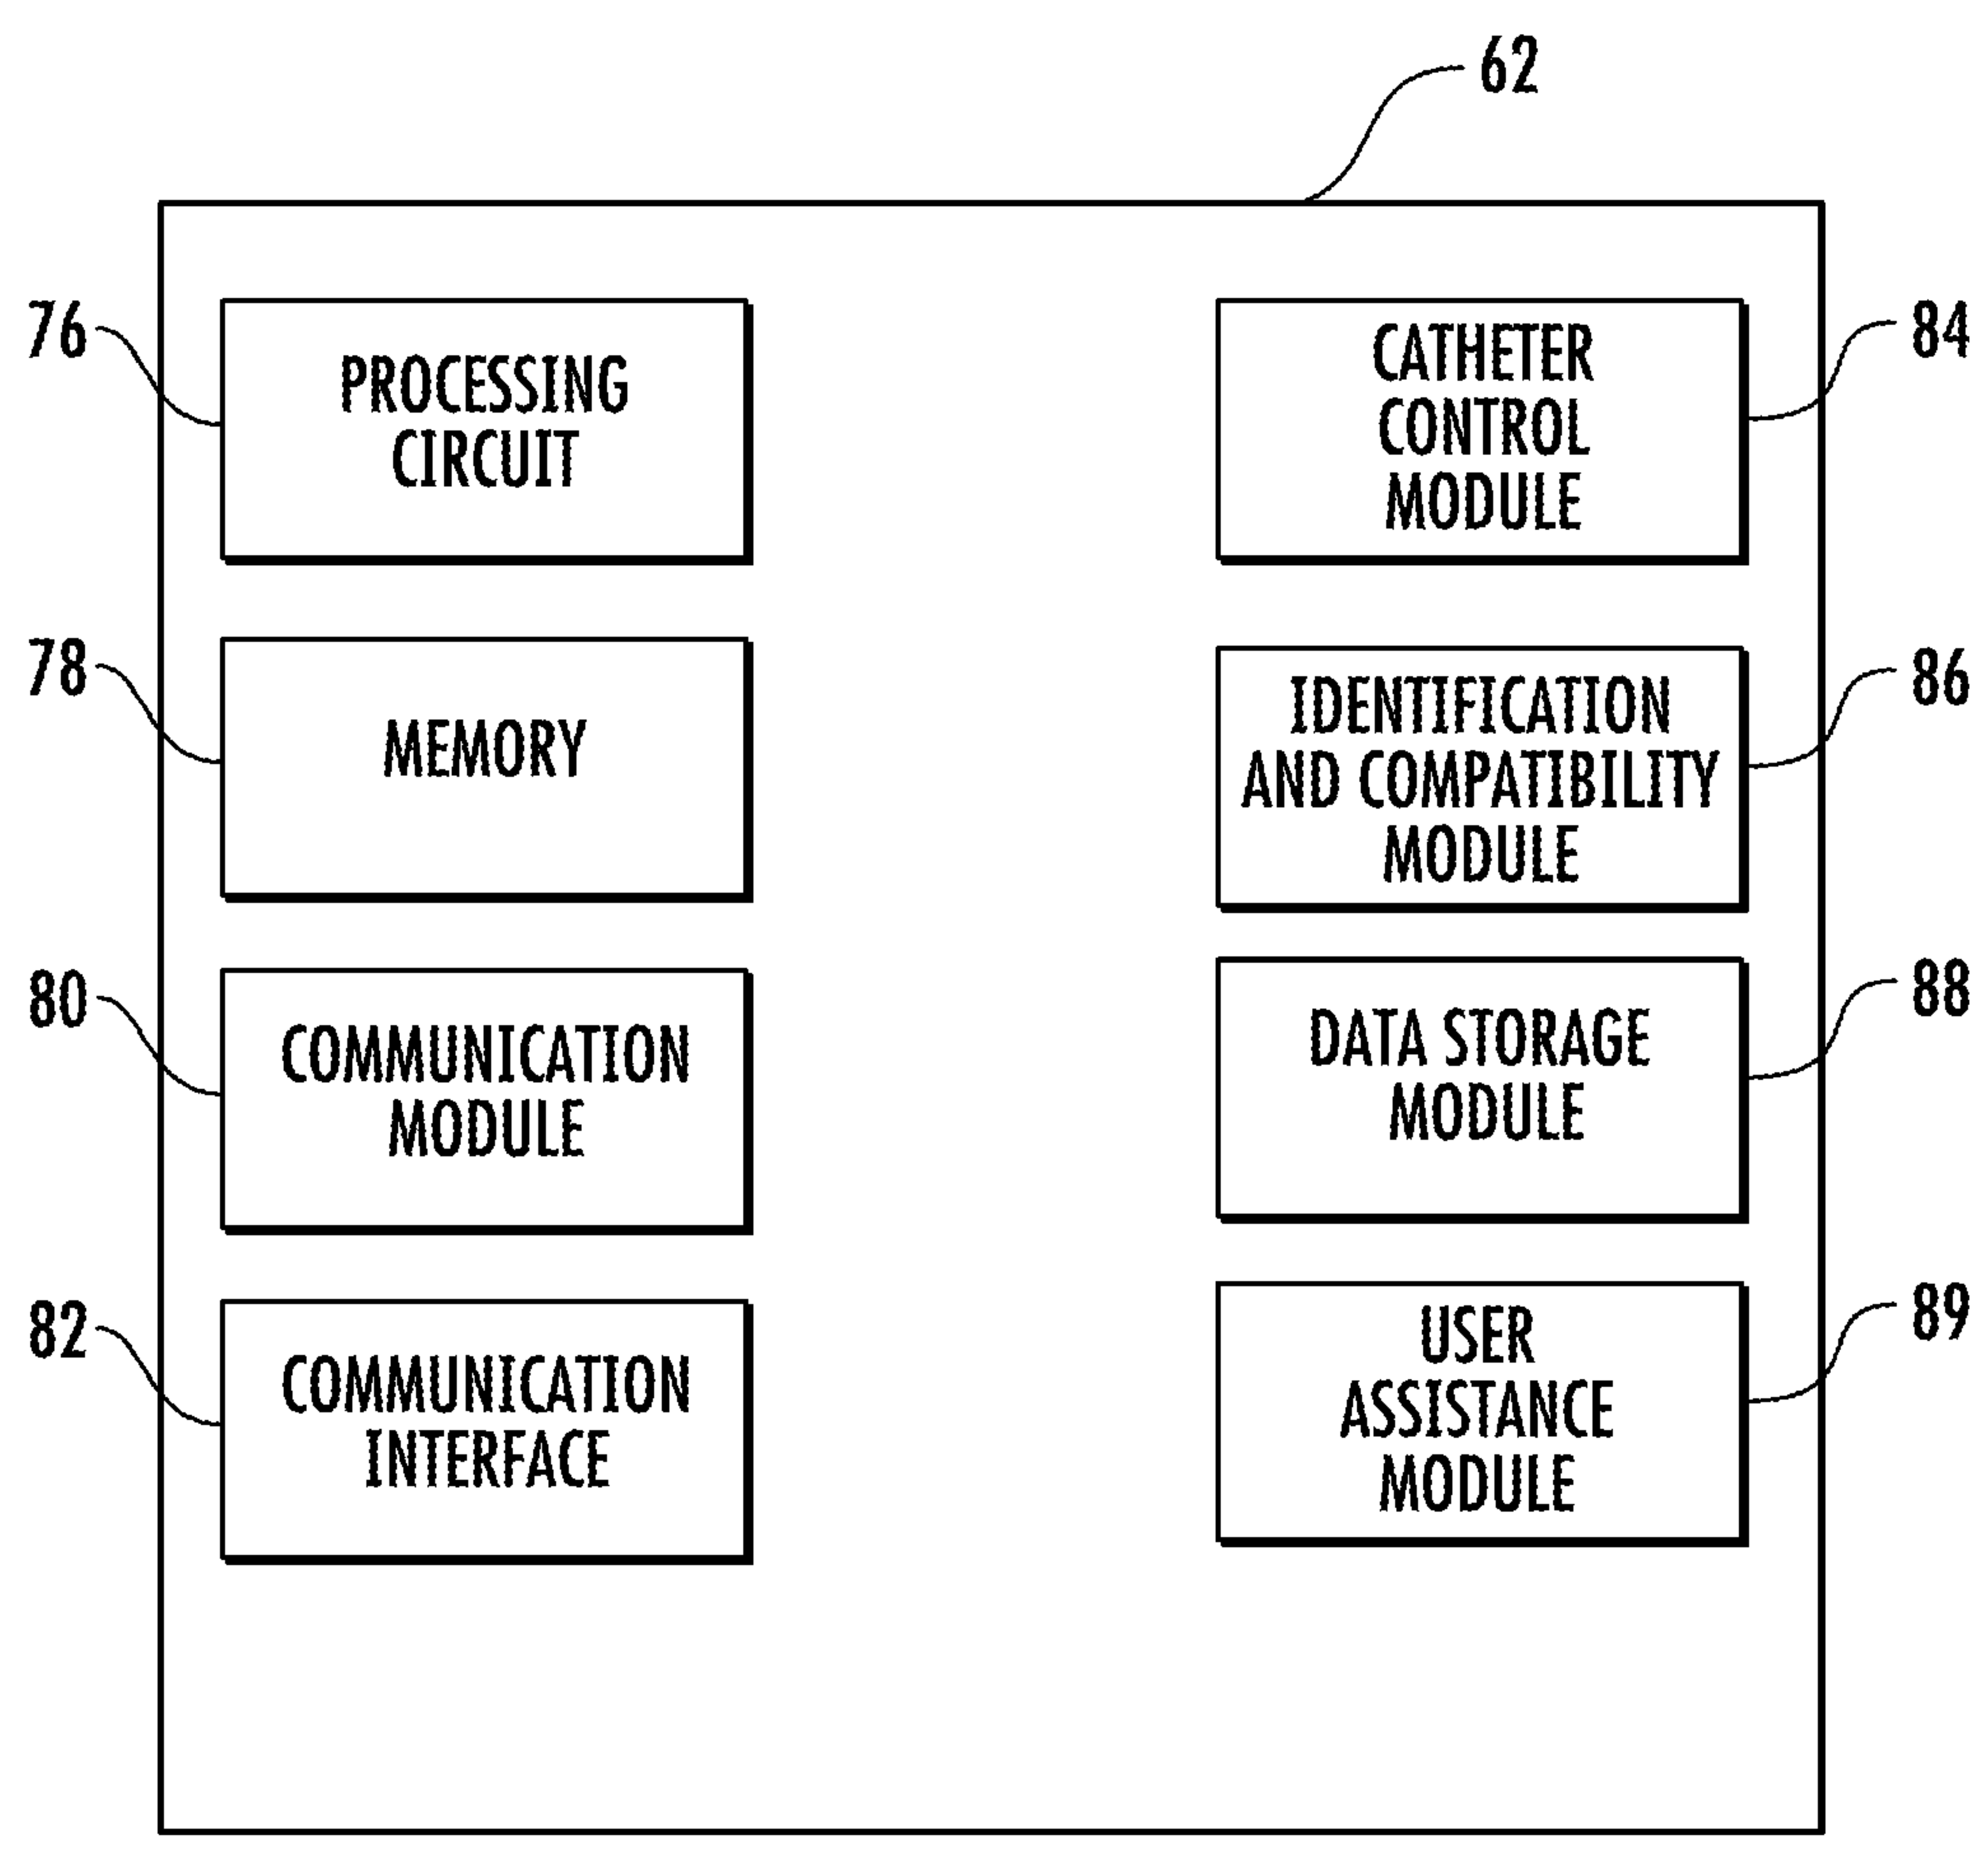 62
76
PROCESSING
CIRCUIT
78
MEMORY
80
COMMUNICATION
MODULE
82
COMMUNICATION
INTERFACE
84
CATHETER
CONTROL
MODULE
86
IDENTIFICATION
AND COMPATIBILITY
MODULE
88
DATA STORAGE
MODULE
89
USER
ASSISTANCE
MODULE